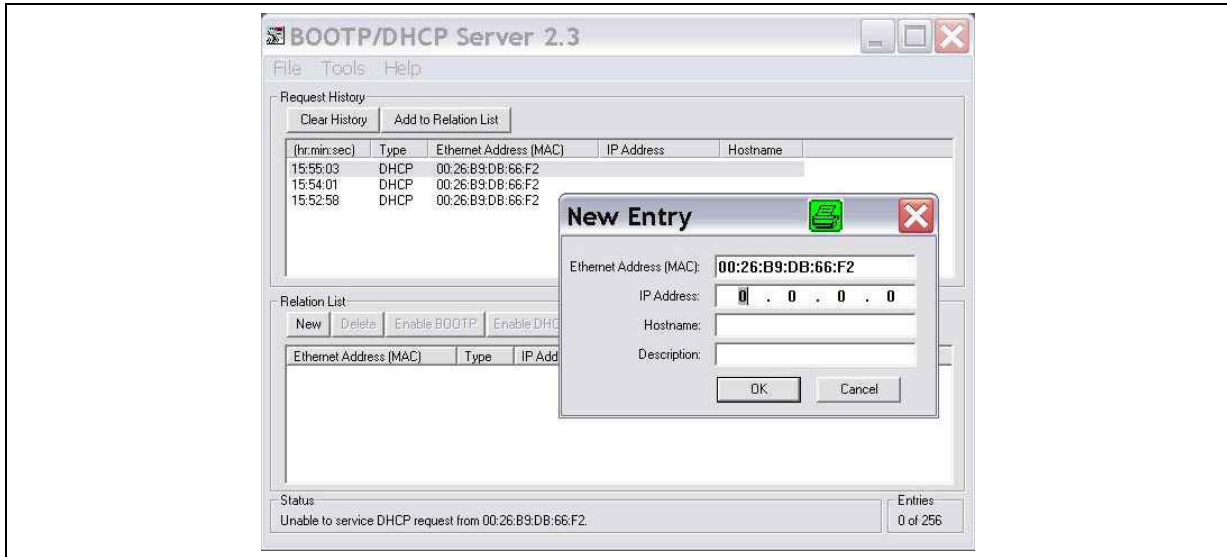 BOOTP/DHCP Server 2.3
File Tools Help
Request History
Clear History Add to Relation List
(hr:min:sec) Type Ethernet Address (MAC) IP Address Hostname
15:55:03 DHCP 00:26:B9:DB:66:F2
15:54:01 DHCP 00:26:B9:DB:66:F2
15:52:58 DHCP 00:26:B9:DB:66:F2
New Entry
Ethernet Address (MAC): 00:26:B9:DB:66:F2
IP Address: 0 . 0 . 0 . 0
Hostname:
Description:
OK Cancel
Relation List
New Delete Enable BOOTP Enable DHC
Ethernet Address (MAC) Type IP Add
Status
Unable to service DHCP request from 00:26:B9:DB:66:F2.
Entries
0 of 256